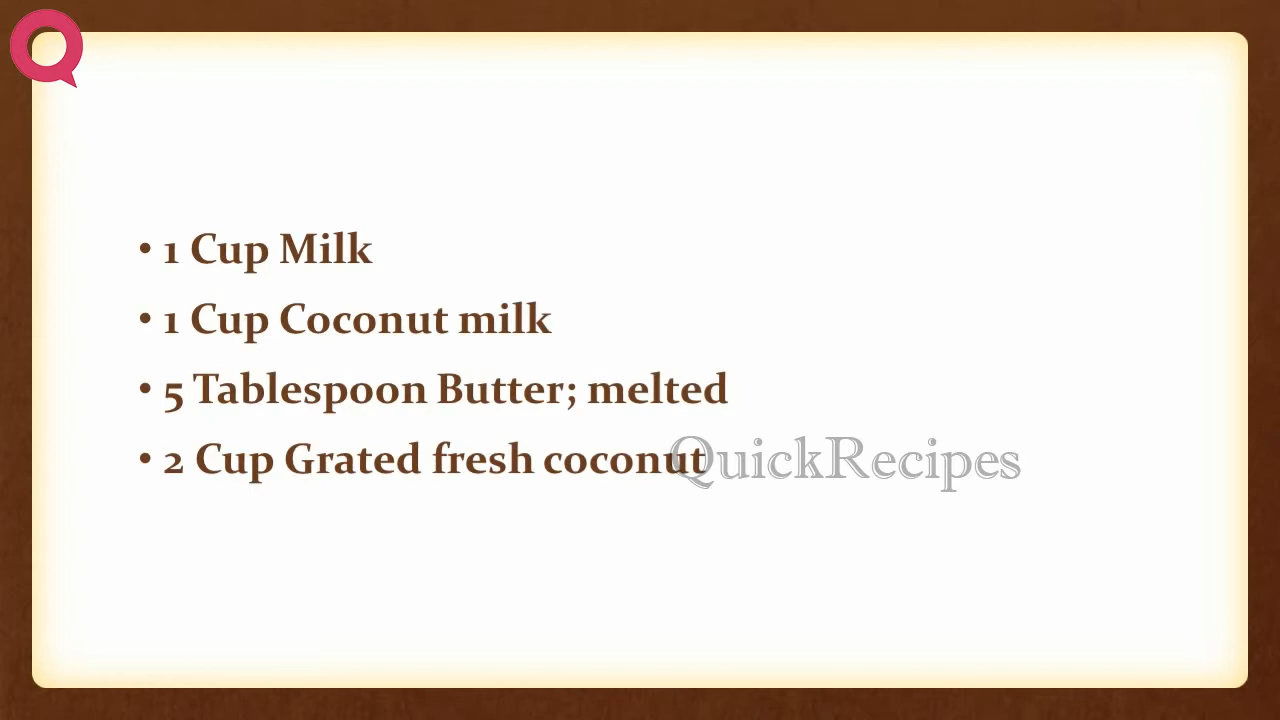 • 1 Cup Milk
• 1 Cup Coconut milk
• 5 Tablespoon Butter; melted
• 2 Cup Grated fresh coconut
QuickRecipes